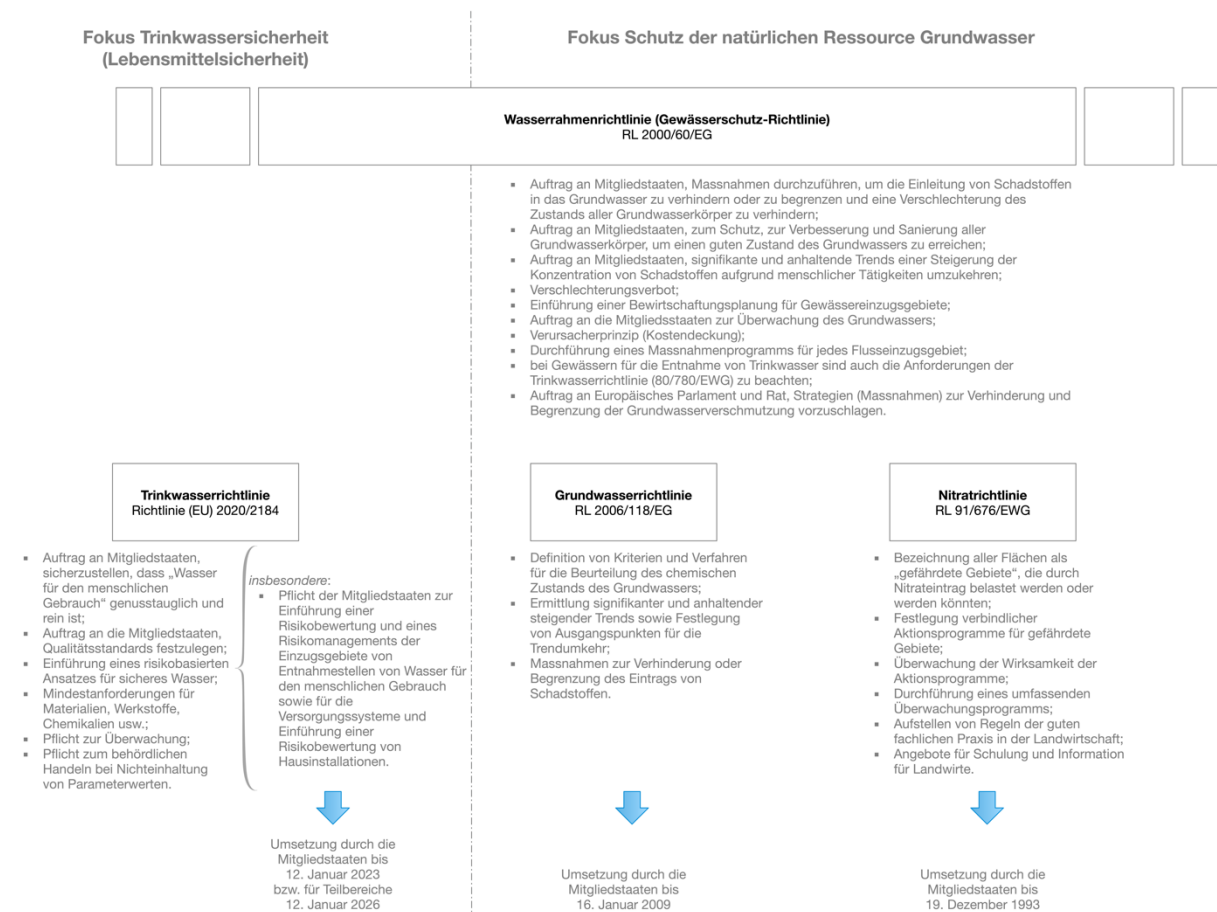 Fokus Trinkwassersicherheit
(Lebensmittelsicherheit)
Fokus Schutz der natürlichen Ressource Grundwasser
Wasserrahmenrichtlinie (Gewässerschutz-Richtlinie)
RL 2000/60/EG
▪ Auftrag an Mitgliedstaaten, Massnahmen durchzuführen, um die Einleitung von Schadstoffen
in das Grundwasser zu verhindern oder zu begrenzen und eine Verschlechterung des
Zustands aller Grundwasserkörper zu verhindern;
▪ Auftrag an Mitgliedstaaten, zum Schutz, zur Verbesserung und Sanierung aller
Grundwasserkörper, um einen guten Zustand des Grundwassers zu erreichen;
▪ Auftrag an Mitgliedstaaten, signifikante und anhaltende Trends einer Steigerung der
Konzentration von Schadstoffen aufgrund menschlicher Tätigkeiten umzukehren;
▪ Verschlechterungsverbot;
▪ Einführung einer Bewirtschaftungsplanung für Gewässereinzugsgebiete;
▪ Auftrag an die Mitgliedsstaaten zur Überwachung des Grundwassers;
▪ Verursacherprinzip (Kostendeckung);
▪ Durchführung eines Massnahmenprogramms für jedes Flusseinzugsgebiet;
▪ bei Gewässern für die Entnahme von Trinkwasser sind auch die Anforderungen der
Trinkwasserrichtlinie (80/780/EWG) zu beachten;
▪ Auftrag an Europäisches Parlament und Rat, Strategien (Massnahmen) zur Verhinderung und
Begrenzung der Grundwasserverschmutzung vorzuschlagen.
Trinkwasserrichtlinie
Richtlinie (EU) 2020/2184
▪ Auftrag an Mitgliedstaaten,
sicherzustellen, dass „Wasser
für den menschlichen
Gebrauch“ genusstauglich und
rein ist;
▪ Auftrag an die Mitgliedstaaten,
Qualitätsstandards festzulegen;
▪ Einführung eines risikobasierten
Ansatzes für sicheres Wasser;
▪ Mindestanforderungen für
Materialien, Werkstoffe,
Chemikalien usw.;
▪ Pflicht zur Überwachung;
▪ Pflicht zum behördlichen
Handeln bei Nichteinhaltung
von Parameterwerten.
insbesondere:
▪ Pflicht der Mitgliedstaaten zur
Einführung einer
Risikobewertung und eines
Risikomanagements der
Einzugsgebiete von
Entnahmestellen von Wasser für
den menschlichen Gebrauch
sowie für die
Versorgungssysteme und
Einführung einer
Risikobewertung von
Hausinstallationen.
Umsetzung durch die
Mitgliedstaaten bis
12. Januar 2023
bzw. für Teilbereiche
12. Januar 2026
Grundwasserrichtlinie
RL 2006/118/EG
▪ Definition von Kriterien und Verfahren
für die Beurteilung des chemischen
Zustands des Grundwassers;
▪ Ermittlung signifikanter und anhaltender
steigender Trends sowie Festlegung
von Ausgangspunkten für die
Trendumkehr;
▪ Massnahmen zur Verhinderung oder
Begrenzung des Eintrags von
Schadstoffen.
Umsetzung durch die
Mitgliedstaaten bis
16. Januar 2009
Nitratrichtlinie
RL 91/676/EWG
▪ Bezeichnung aller Flächen als
„gefährdete Gebiete“, die durch
Nitrateintrag belastet werden oder
werden könnten;
▪ Festlegung verbindlicher
Aktionsprogramme für gefährdete
Gebiete;
▪ Überwachung der Wirksamkeit der
Aktionsprogramme;
▪ Durchführung eines umfassenden
Überwachungsprogramms;
▪ Aufstellen von Regeln der guten
fachlichen Praxis in der Landwirtschaft;
▪ Angebote für Schulung und Information
für Landwirte.
Umsetzung durch die
Mitgliedstaaten bis
19. Dezember 1993